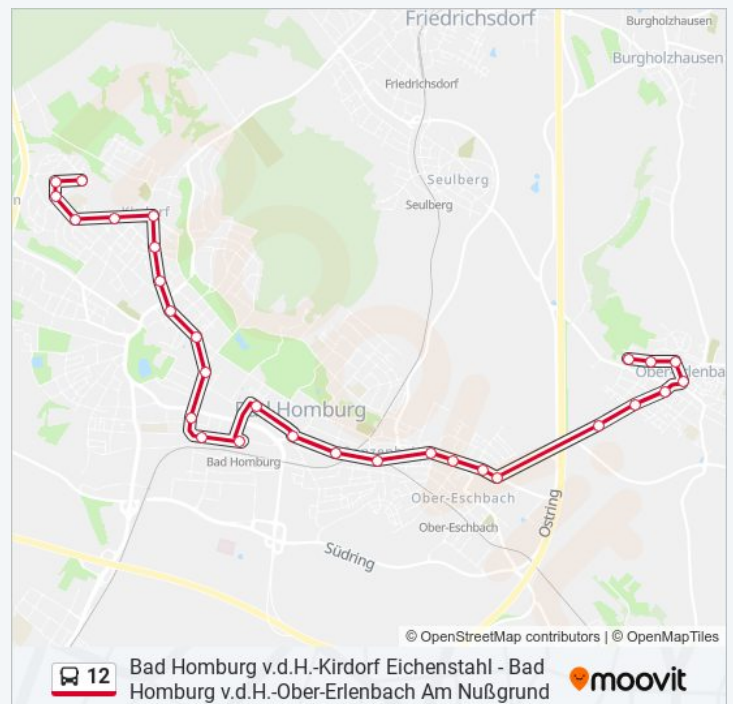 Friedrichsdorf
Burgholzhausen
Burgholzhausen
Friedrichsdorf
Seulberg
Seulberg
Bad Homburg
Bad Homburg
Ober-Eschbach
Ober-Eschbach
Ostring
Südring
© OpenStreetMap contributors | © OpenMapTiles
12
Bad Homburg v.d.H.-Kirdorf Eichenstahl - Bad
Homburg v.d.H.-Ober-Erlenbach Am Nußgrund
moovit